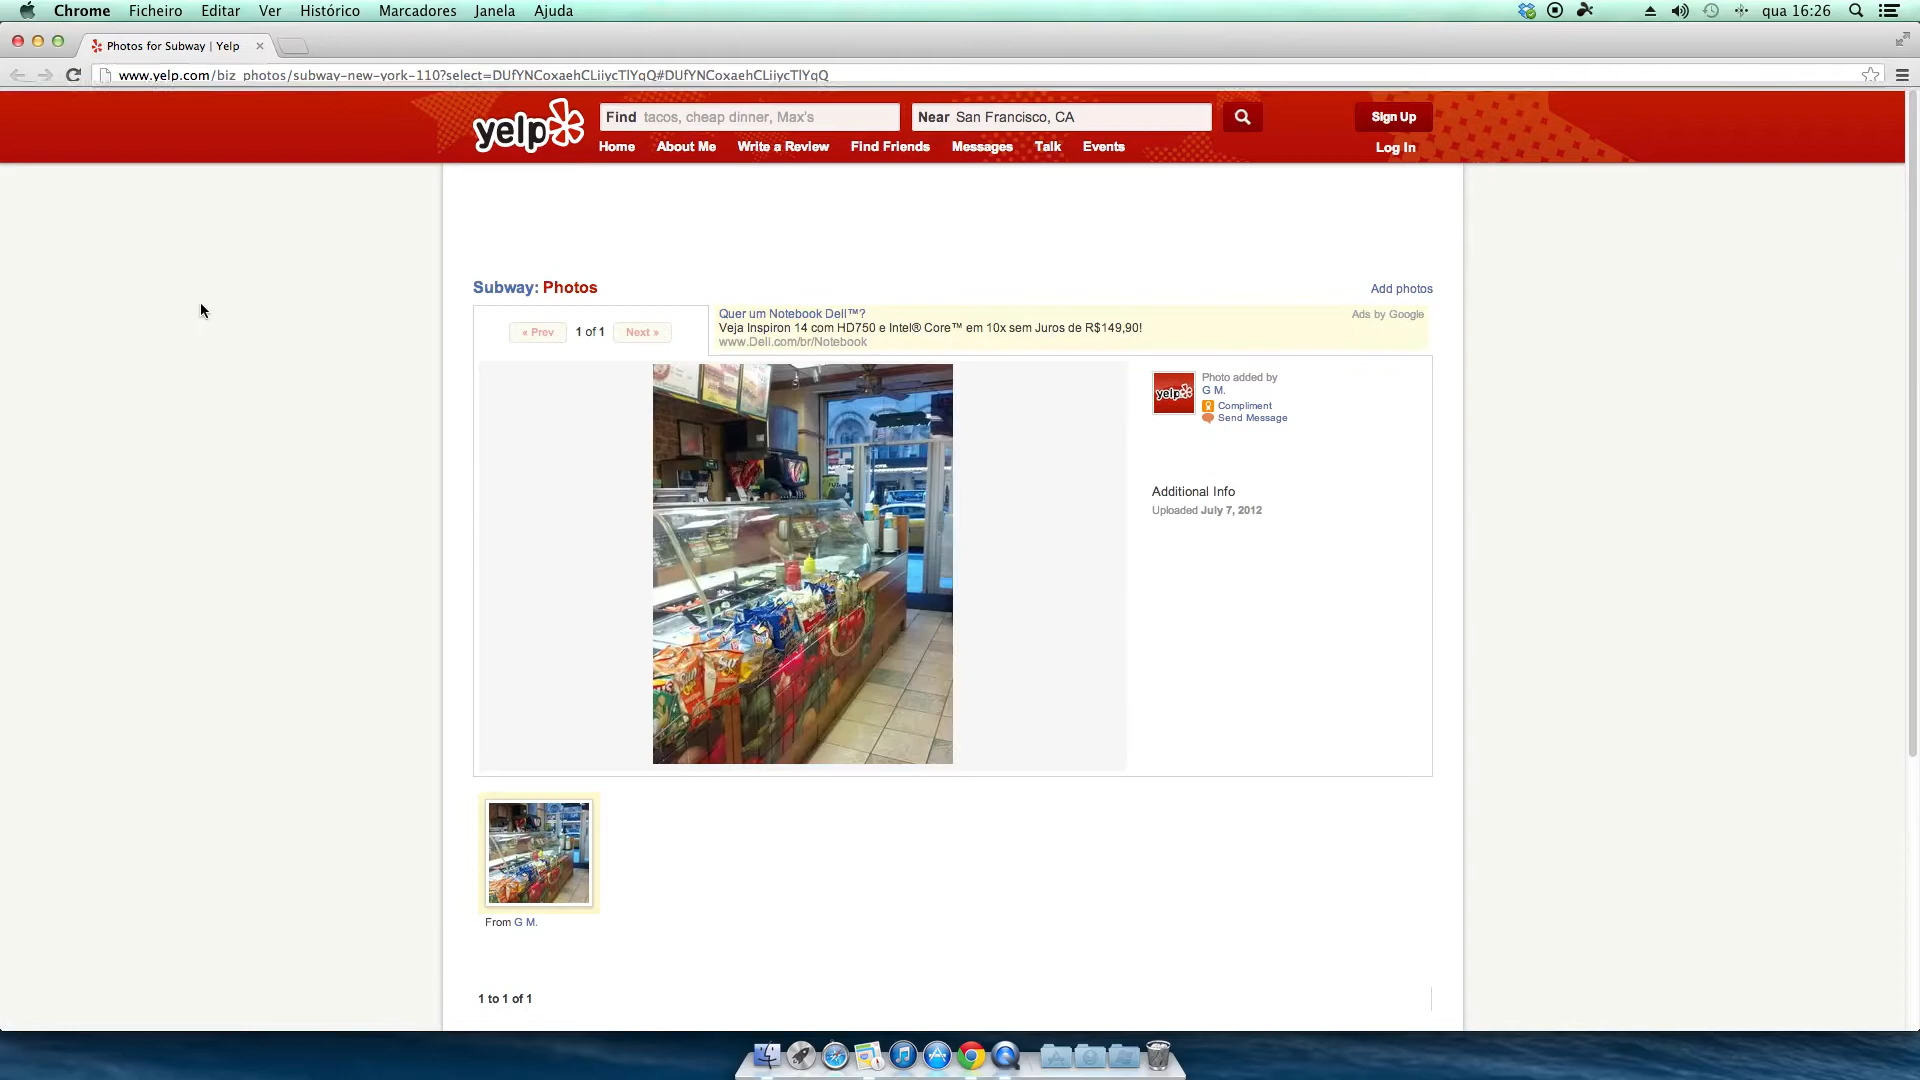 Chrome Ficheiro Editar Ver Histórico Marcadores Janela Ajuda qua 16:26
Photos for Subway | Yelp
www.yelp.com/biz_photos/subway-new-york-110?select=DUfYNCoxaehCLiiycTlYqQ#DUfYNCoxaehCLiiycTlYqQ
yelp Find tacos, cheap dinner, Max's Near San Francisco, CA Sign Up
Home About Me Write a Review Find Friends Messages Talk Events Log In
Subway: Photos Add photos
« Prev 1 of 1 Next »
Quer um Notebook Dell™? Ads by Google
Veja Inspiron 14 com HD750 e Intel® Core™ em 10x sem Juros de R$149,90!
www.Dell.com/br/Notebook
yelp
Photo added by
G M.
Compliment
Send Message
Additional Info
Uploaded July 7, 2012
From G M.
1 to 1 of 1